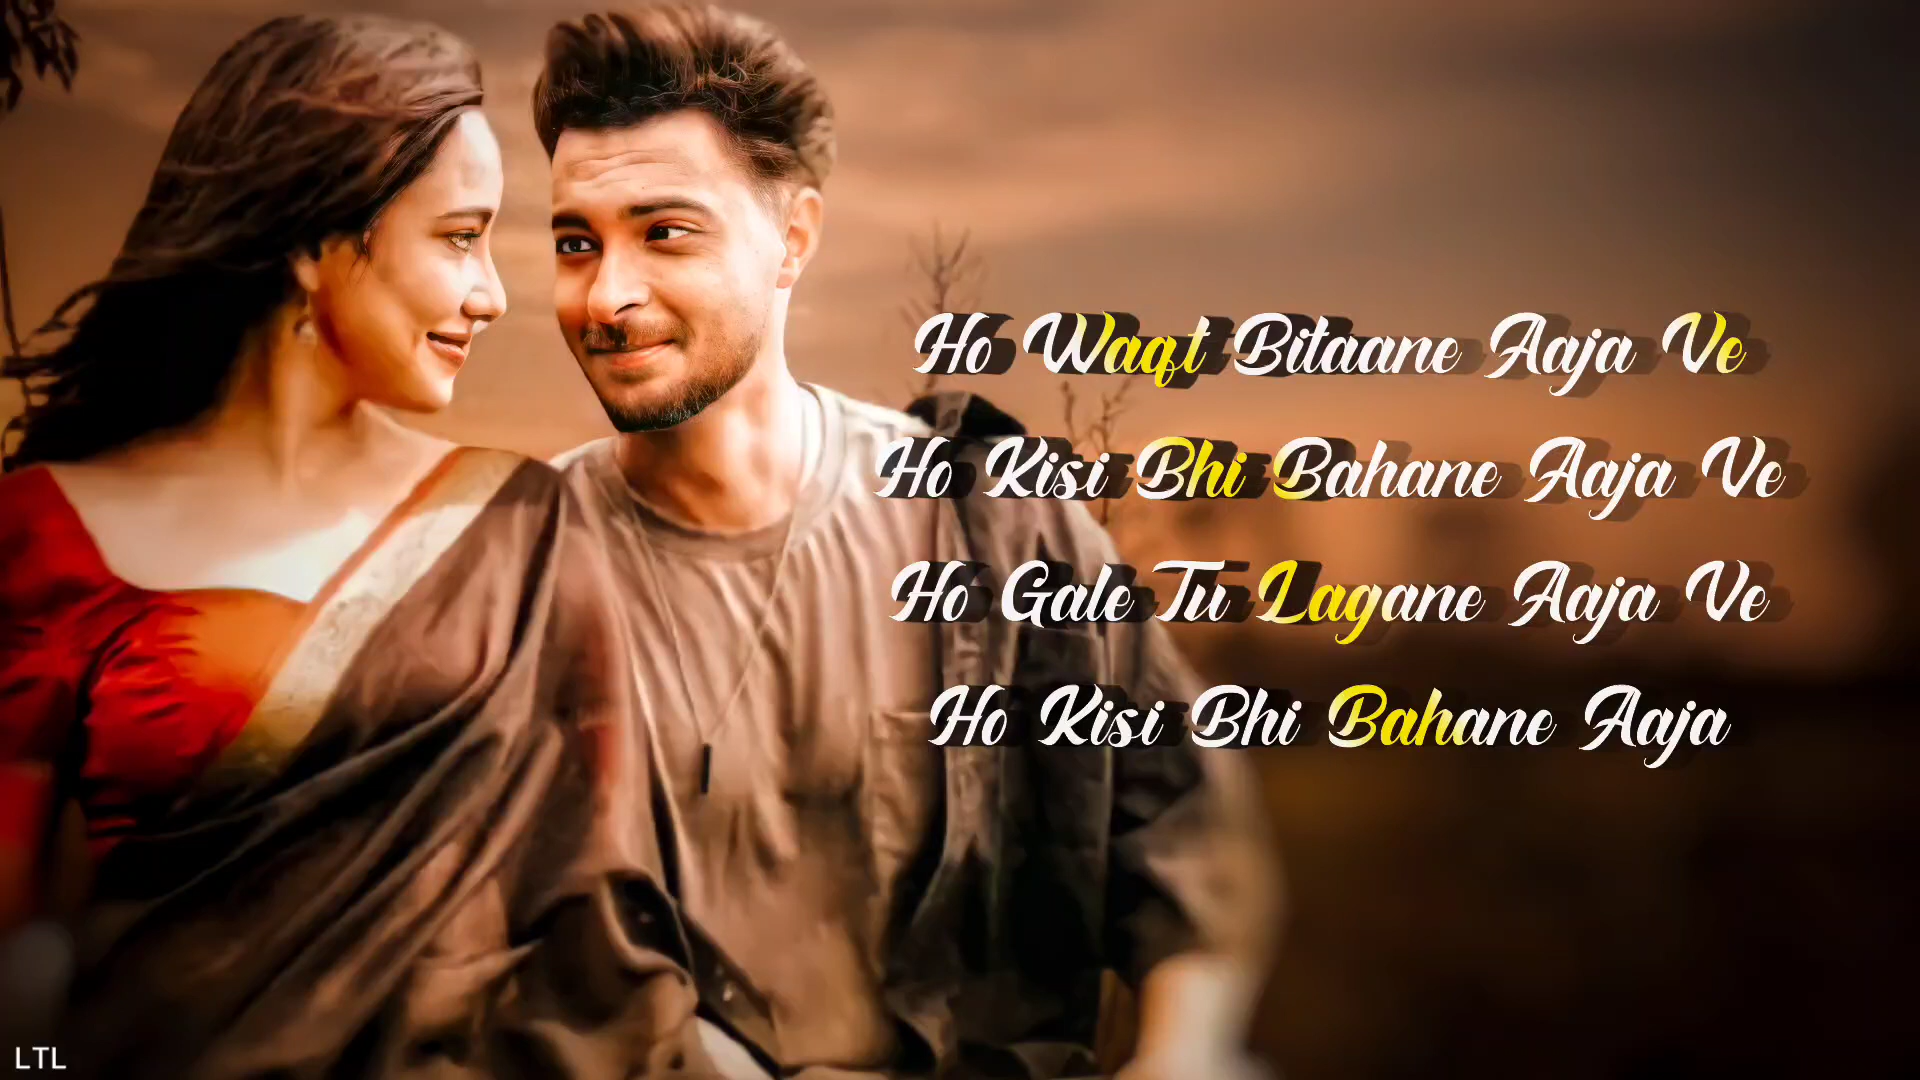 Ho Waqt Bitaane Aaja Ve
Ho Kisi Bhi Bahane Aaja Ve
Ho Gale Tu Lagane Aaja Ve
Ho Kisi Bhi Bahane Aaja
LTL